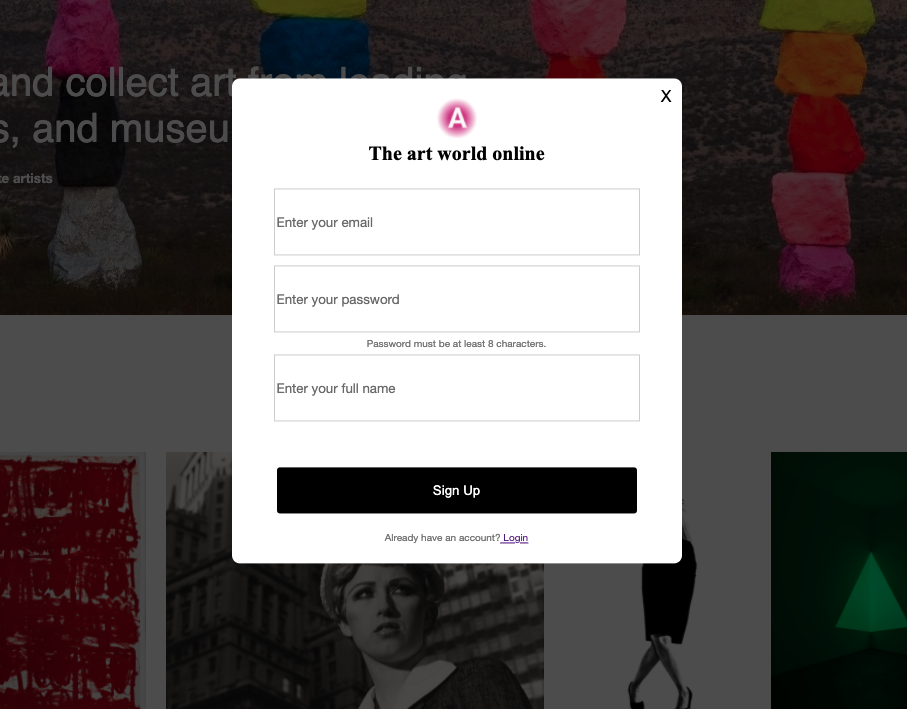 and collect art from leading
s, and museu
te artists
X
A
The art world online
Enter your email
Enter your password
Password must be at least 8 characters.
Enter your full name
Sign Up
Already have an account? Login